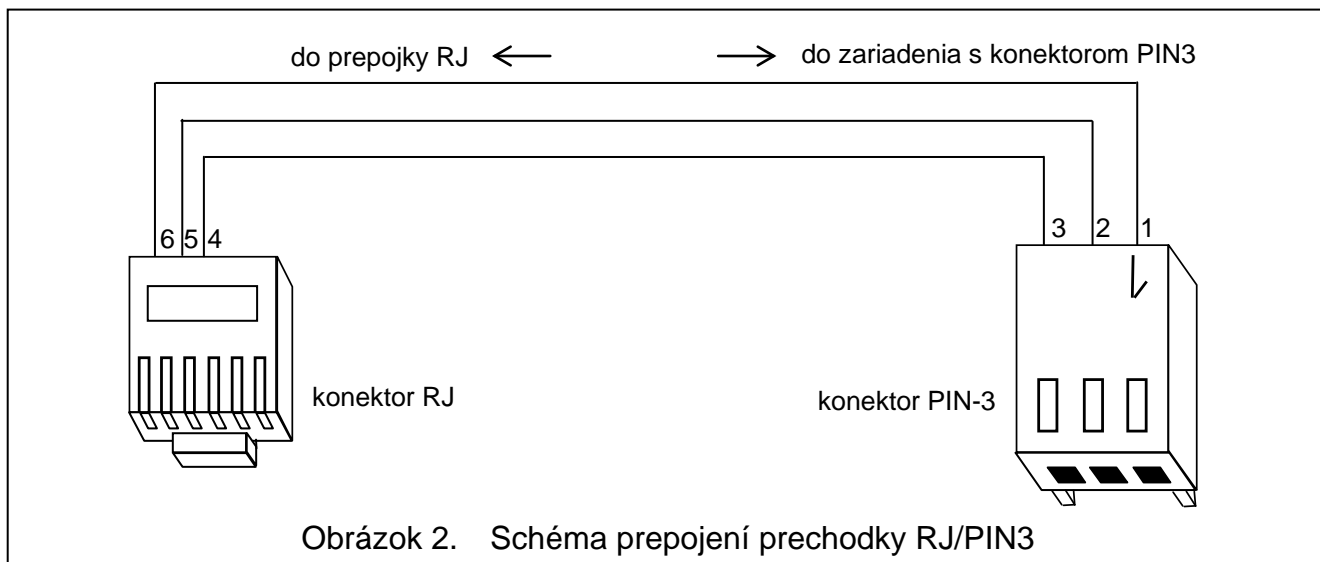 do prepojky RJ
do zariadenia s konektorom PIN3
6 5 4
3 2 1
konektor RJ
konektor PIN-3
Obrázok 2. Schéma prepojení prechodky RJ/PIN3